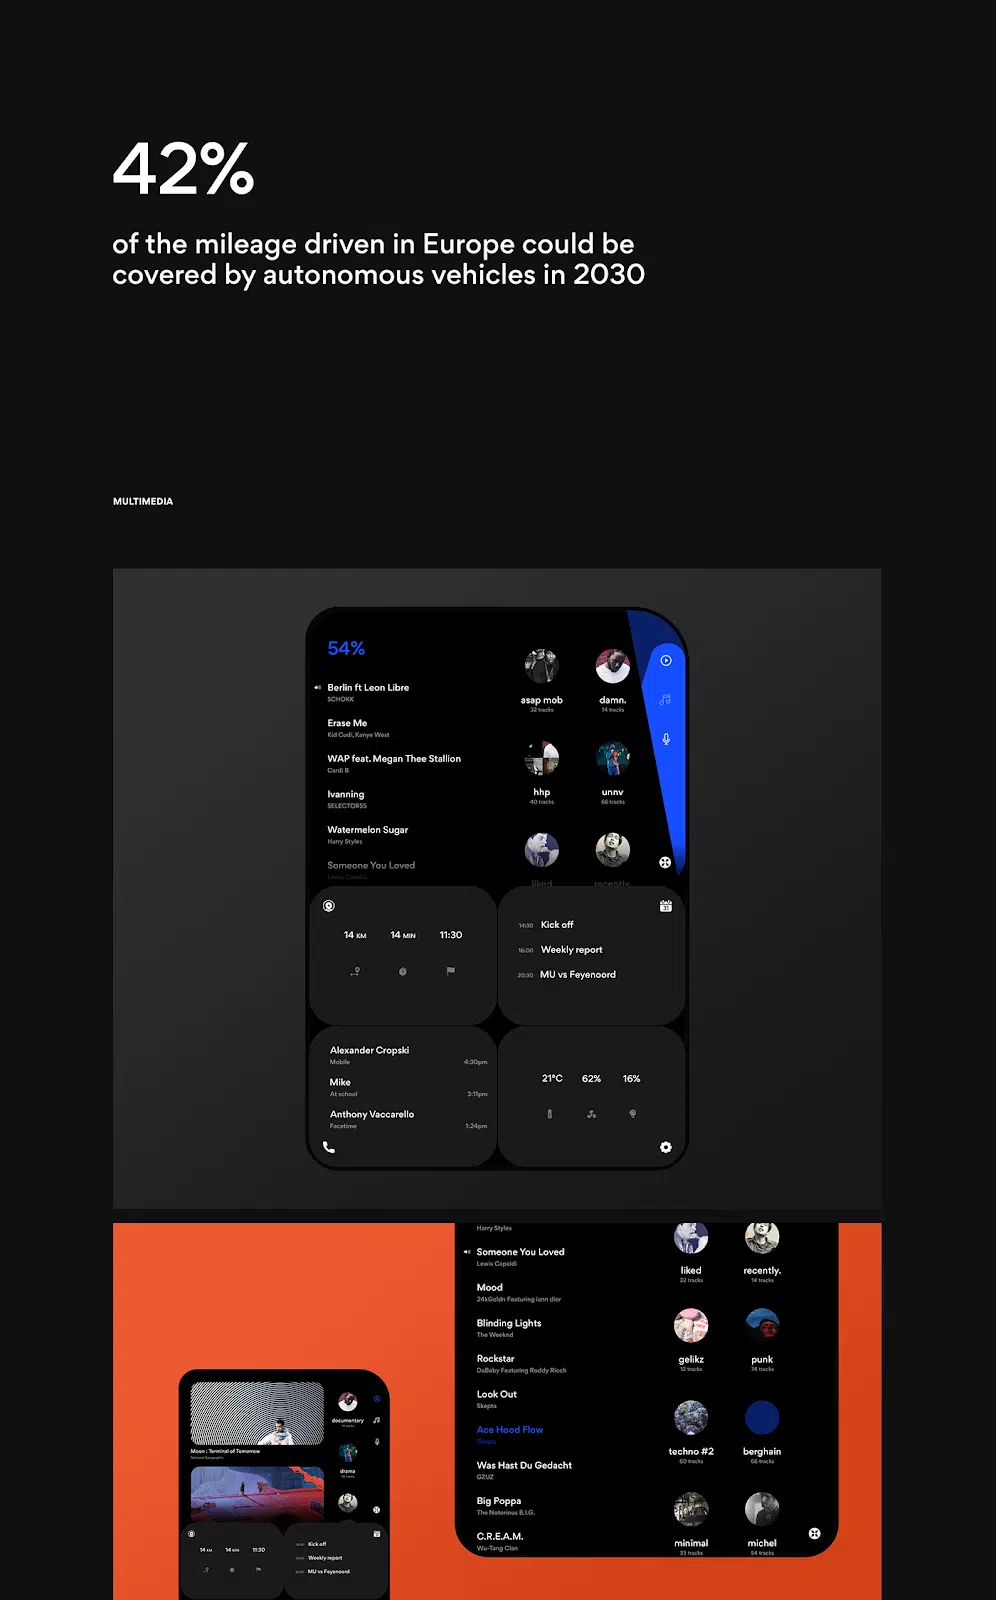 42%
of the mileage driven in Europe could be
covered by autonomous vehicles in 2030
MULTIMEDIA
54%
Berlin ft Leon Libre
SCHOKK
Erase Me
Kid Cudi, Kanye West
WAP feat. Megan Thee Stallion
Cardi B
Ivanning
SELECTORSS
Watermelon Sugar
Harry Styles
Someone You Loved
Lewis Capaldi
asap mob
32 tracks
damn.
14 tracks
hhp
40 tracks
unnv
66 tracks
liked
recently.
14 KM
14 MIN
11:30
31
14:30 Kick off
16:00 Weekly report
20:30 MU vs Feyenoord
Alexander Cropski
Mobile 4:30pm
Mike
At school 3:11pm
Anthony Vaccarello
Facetime 1:24pm
21°C
62%
16%
Harry Styles
Someone You Loved
Lewis Capaldi
Mood
24kGoldn Featuring iann dior
Blinding Lights
The Weeknd
Rockstar
DaBaby Featuring Roddy Ricch
Look Out
Skepta
Ace Hood Flow
Skepta
Was Hast Du Gedacht
GZUZ
Big Poppa
The Notorious B.I.G.
C.R.E.A.M.
Wu-Tang Clan
liked
32 tracks
recently.
14 tracks
gelikz
12 tracks
punk
74 tracks
techno #2
60 tracks
berghain
66 tracks
minimal
33 tracks
michel
54 tracks
Moon : Terminal of Tomorrow
National Geographic
documentary
drama
14 KM
14 MIN
11:30
Kick off
Weekly report
MU vs Feyenoord